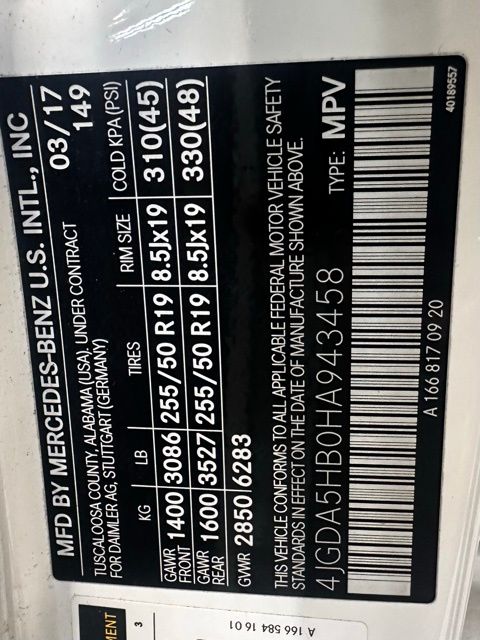 MFD BY MERCEDES-BENZ U.S. INTL., INC
TUSCALOOSA COUNTY, ALABAMA (USA), UNDER CONTRACT 03/17
FOR DAIMLER AG, STUTTGART (GERMANY) 149
KG LB TIRES RIM SIZE COLD KPA (PSI)
GAWR FRONT 1400 3086 255/50 R19 8.5Jx19 310(45)
GAWR REAR 1600 3527 255/50 R19 8.5Jx19 330(48)
GVWR 2850 6283
THIS VEHICLE CONFORMS TO ALL APPLICABLE FEDERAL MOTOR VEHICLE SAFETY
STANDARDS IN EFFECT ON THE DATE OF MANUFACTURE SHOWN ABOVE.
4JGDA5HB0HA943458 TYPE: MPV
A 166 817 09 20
40189557
3
A 166 584 16 01